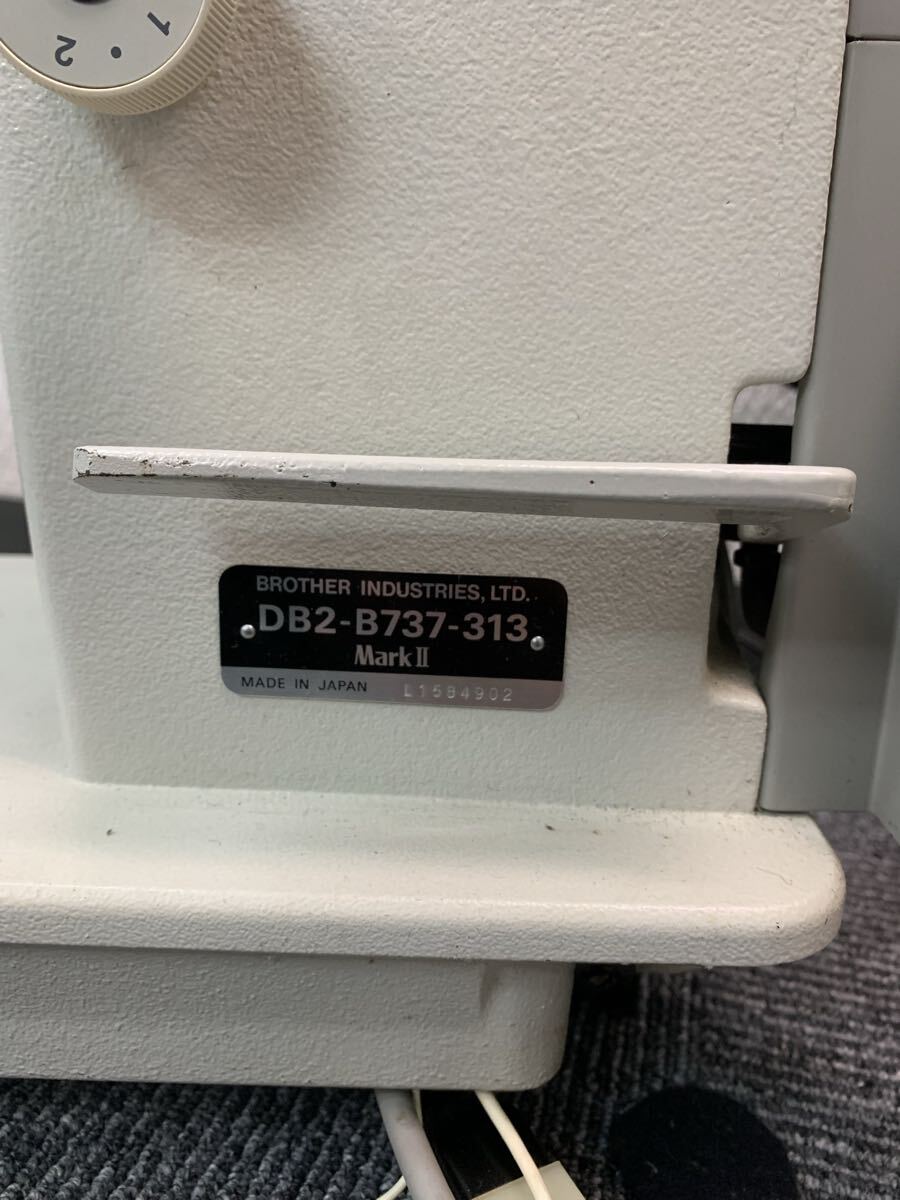 1 • 2
BROTHER INDUSTRIES, LTD.
DB2-B737-313
Mark II
MADE IN JAPAN L1584902